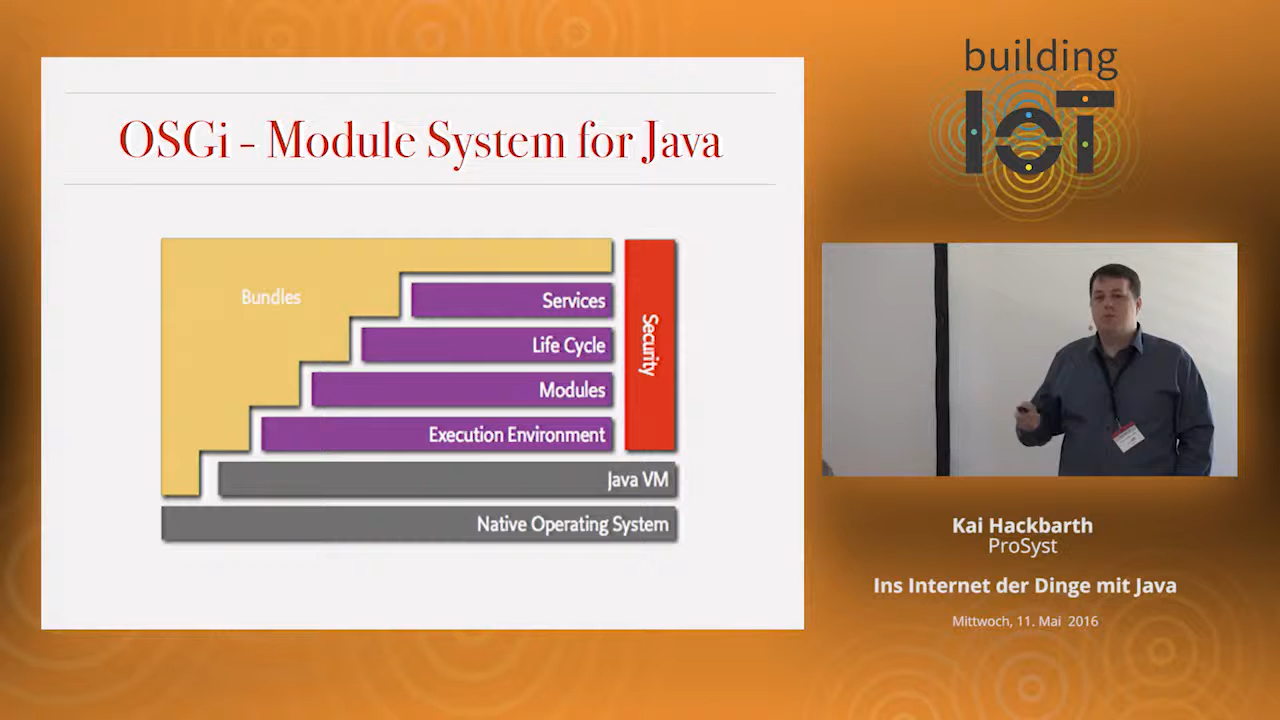 OSGi - Module System for Java
Bundles
Services
Life Cycle
Modules
Execution Environment
Java VM
Native Operating System
Security
building
IoT
Kai Hackbarth
ProSyst
Ins Internet der Dinge mit Java
Mittwoch, 11. Mai 2016